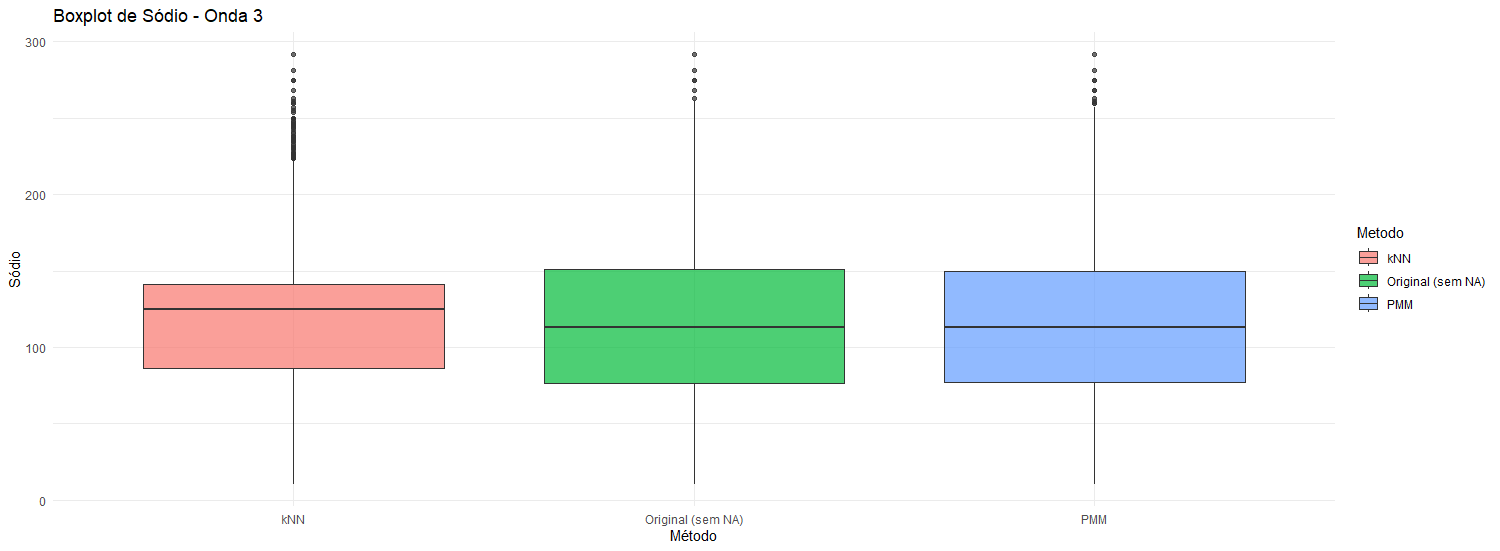 Boxplot de Sódio - Onda 3
300
200
100
0
Sódio
kNN
Original (sem NA)
PMM
Método
Metodo
kNN
Original (sem NA)
PMM